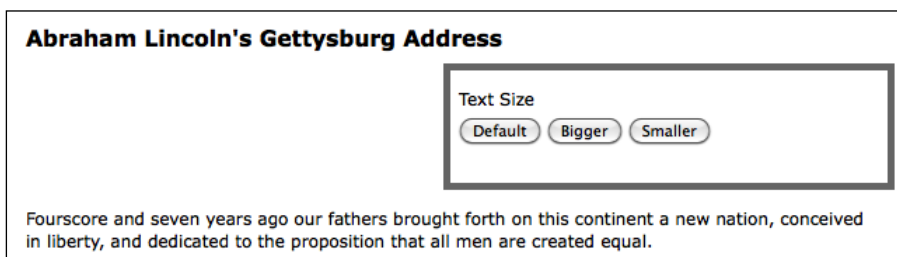 Abraham Lincoln's Gettysburg Address
Text Size
Default Bigger Smaller
Fourscore and seven years ago our fathers brought forth on this continent a new nation, conceived
in liberty, and dedicated to the proposition that all men are created equal.